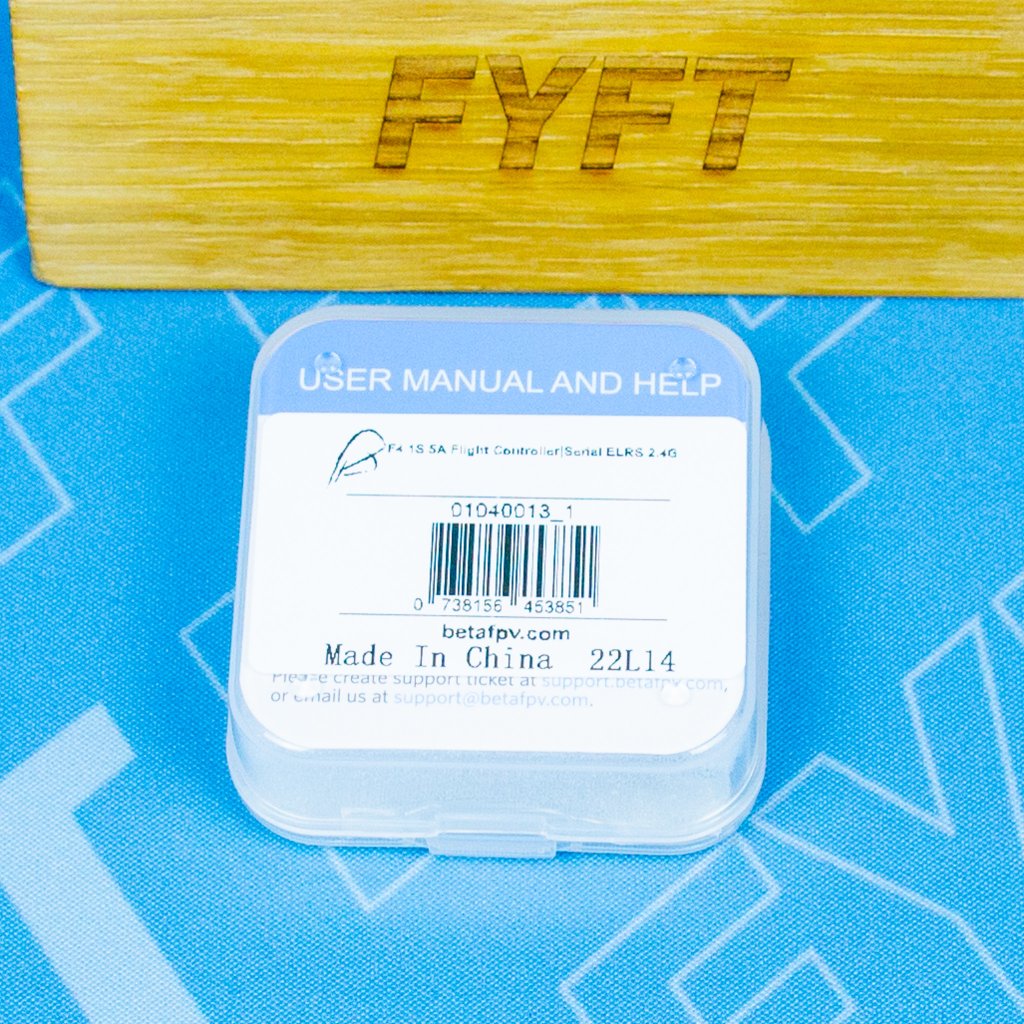 FYFT
USER MANUAL AND HELP
F4 1S 5A Flight Controller|Serial ELRS 2.4G
01040013_1
0 738156 453851
betafpv.com
Made In China 22L14
Please create support ticket at support.betafpv.com,
or email us at support@betafpv.com.